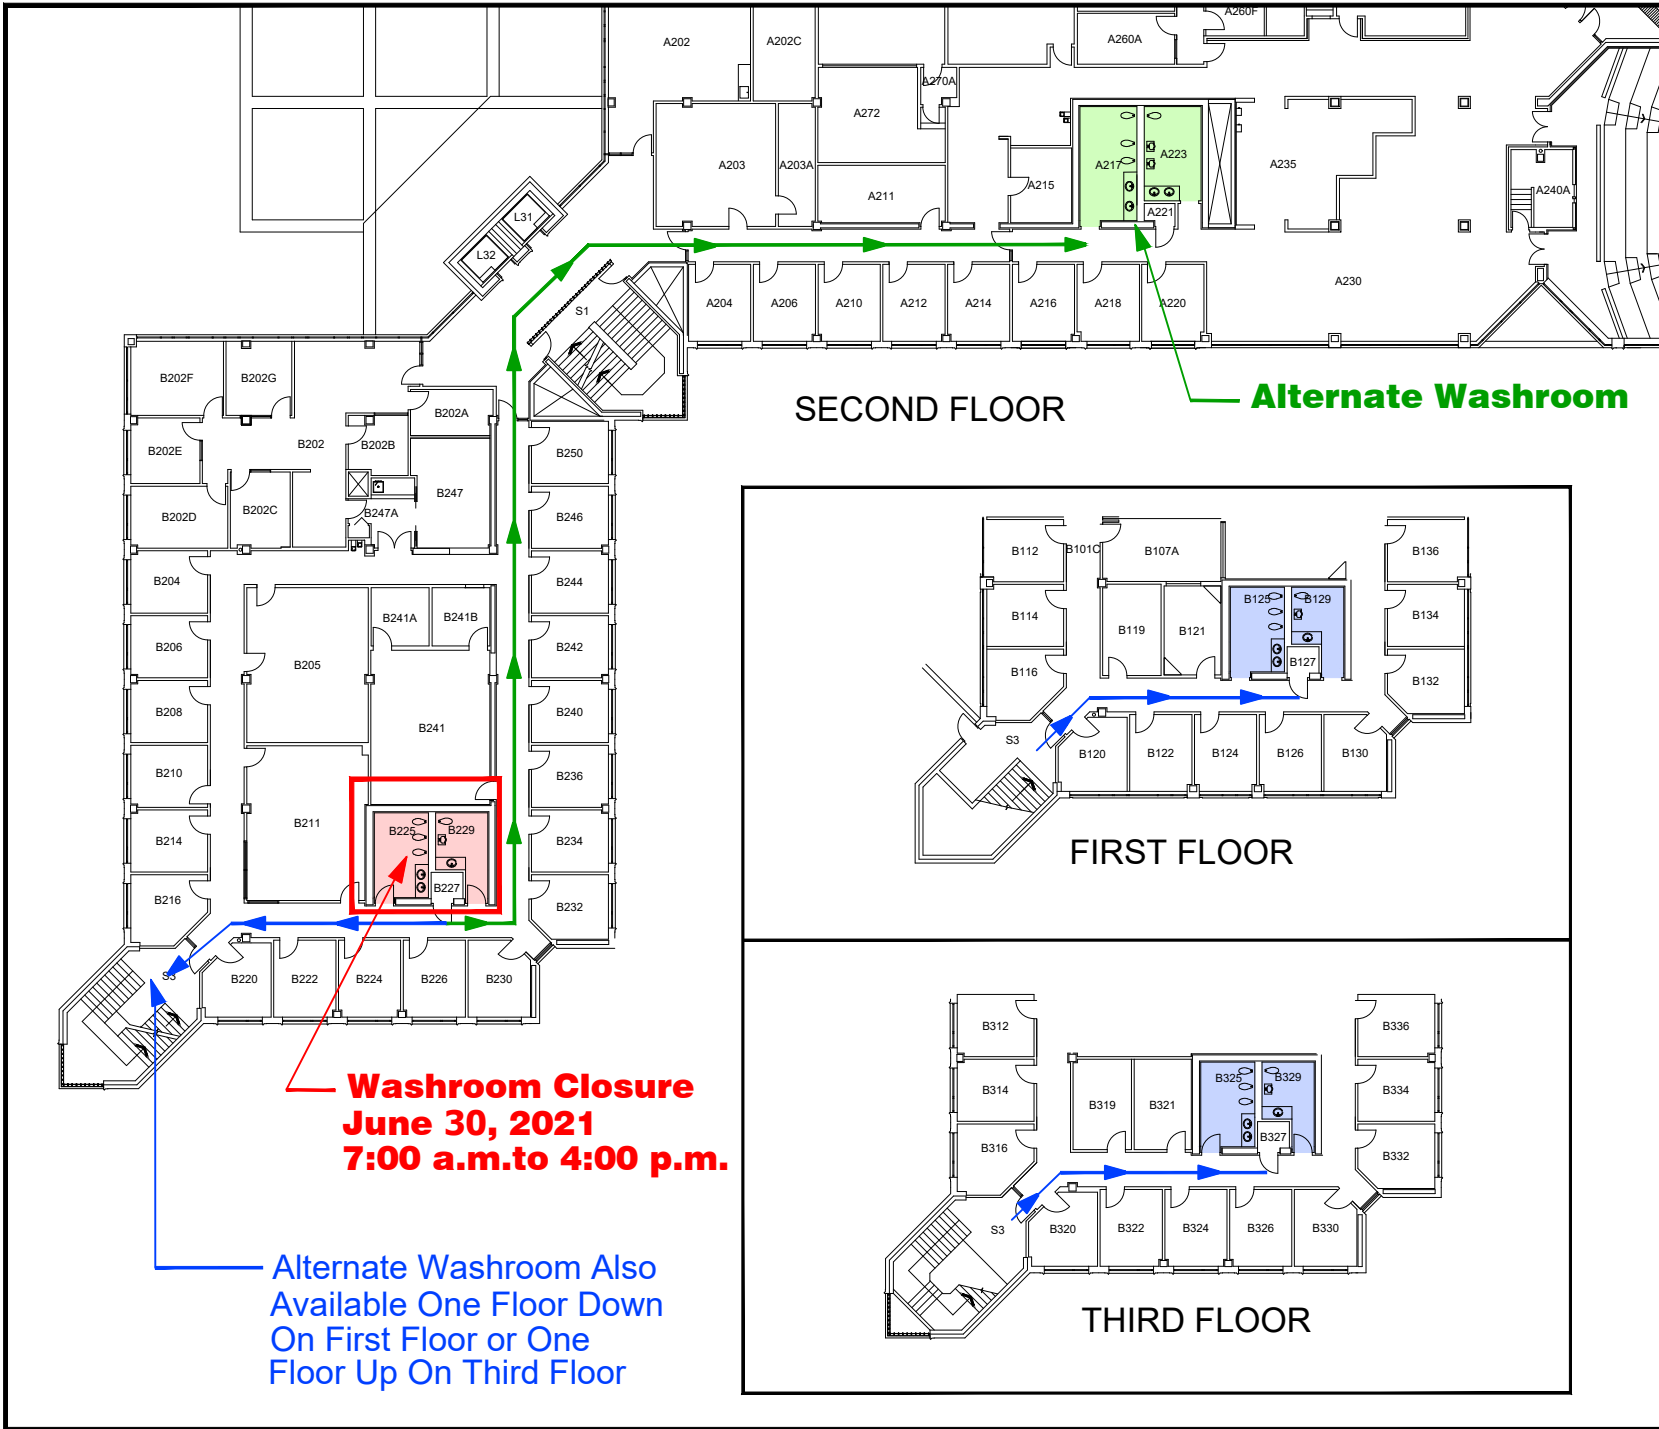 A202
A202C
A260A
A260F
A270A
A272
A203
A203A
A211
A215
A217
A223
A221
A235
A240A
L31
L32
S1
A204
A206
A210
A212
A214
A216
A218
A220
A230
SECOND FLOOR
Alternate Washroom
B202F
B202G
B202A
B202E
B202
B202B
B250
B202D
B202C
B247A
B247
B246
B204
B241A
B241B
B244
B206
B205
B242
B208
B241
B240
B210
B236
B214
B211
B225
B229
B234
B216
B227
B232
S3
B220
B222
B224
B226
B230
Washroom Closure
June 30, 2021
7:00 a.m.to 4:00 p.m.
Alternate Washroom Also
Available One Floor Down
On First Floor or One
Floor Up On Third Floor
B112
B101C
B107A
B136
B114
B119
B121
B125
B129
B134
B116
B127
B132
S3
B120
B122
B124
B126
B130
FIRST FLOOR
B312
B336
B314
B319
B321
B325
B329
B334
B316
B327
B332
S3
B320
B322
B324
B326
B330
THIRD FLOOR